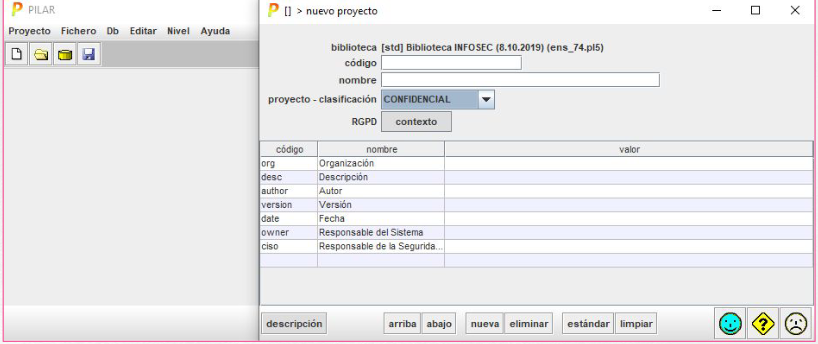 PILAR
Proyecto Fichero Db Editar Nivel Ayuda
[] > nuevo proyecto
biblioteca [std] Biblioteca INFOSEC (8.10.2019) (ens_74.pl5)
código
nombre
proyecto - clasificación CONFIDENCIAL
RGPD contexto
código nombre valor
org Organización
desc Descripción
author Autor
version Versión
date Fecha
owner Responsable del Sistema
ciso Responsable de la Segurida...
descripción arriba abajo nueva eliminar estándar limpiar